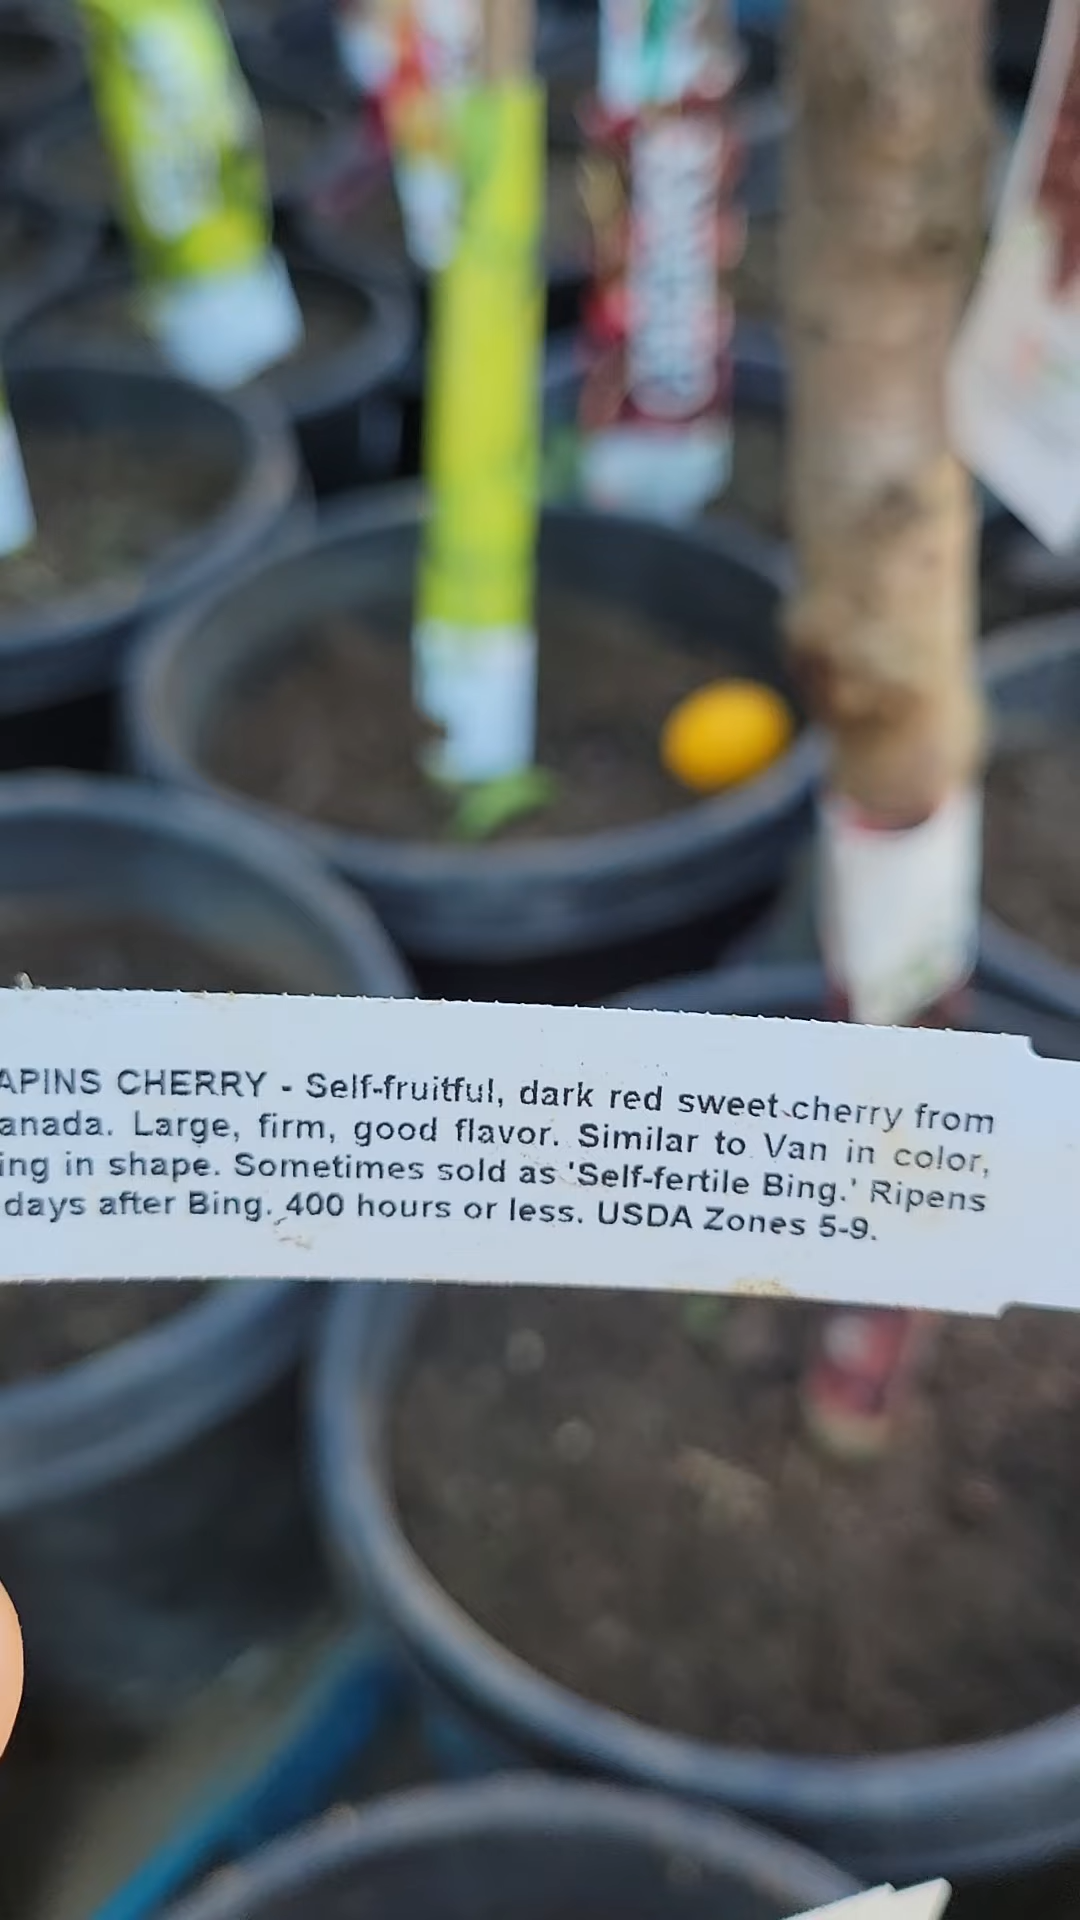 APINS CHERRY - Self-fruitful, dark red sweet cherry from
anada. Large, firm, good flavor. Similar to Van in color,
ing in shape. Sometimes sold as 'Self-fertile Bing.' Ripens
days after Bing. 400 hours or less. USDA Zones 5-9.